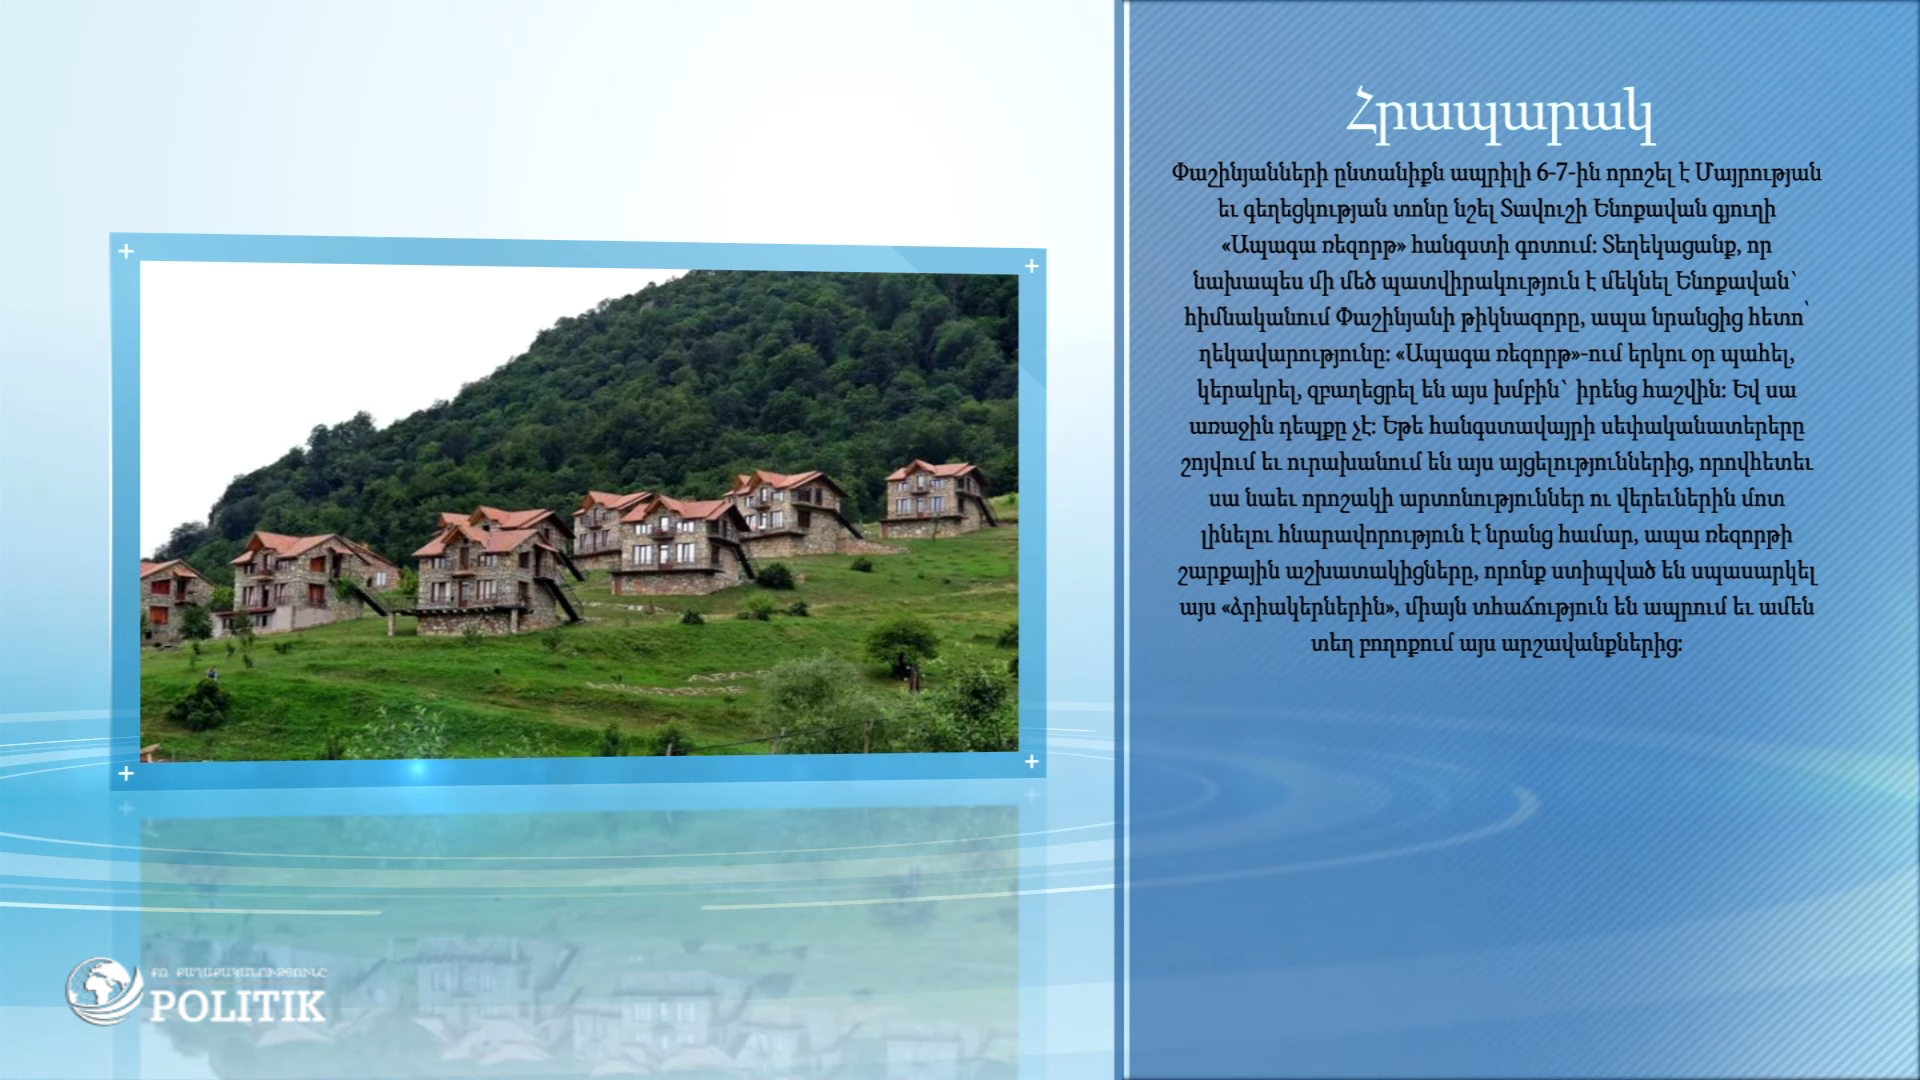 Հրապարակ
Փաշինյանների ընտանիքն ապրիլի 6-7-ին որոշել է Մայրության
եւ գեղեցկության տոնը նշել Տավուշի Ենոքավան գյուղի
«Ապագա ռեզորթ» հանգստի գոտում: Տեղեկացանք, որ
նախապես մի մեծ պատվիրակություն է մեկնել Ենոքավան՝
հիմնականում Փաշինյանի թիկնազորը, ապա նրանցից հետո՝
ղեկավարությունը: «Ապագա ռեզորթ»-ում երկու օր պահել,
կերակրել, զբաղեցրել են այս խմբին՝ իրենց հաշվին: Եվ սա
առաջին դեպքը չէ: Եթե հանգստավայրի սեփականատերերը
շոյվում եւ ուրախանում են այս այցելություններից, որովհետեւ
սա նաեւ որոշակի արտոնություններ ու վերեւներին մոտ
լինելու հնարավորություն է նրանց համար, ապա ռեզորթի
շարքային աշխատակիցները, որոնք ստիպված են սպասարկել
այս «ձրիակերներին», միայն տհաճություն են ապրում եւ ամեն
տեղ բողոքում այս արշավանքներից:
ՔՈ ՔԱՂԱՔԱԿԱՆՈՒԹՅՈՒՆԸ
POLITIK